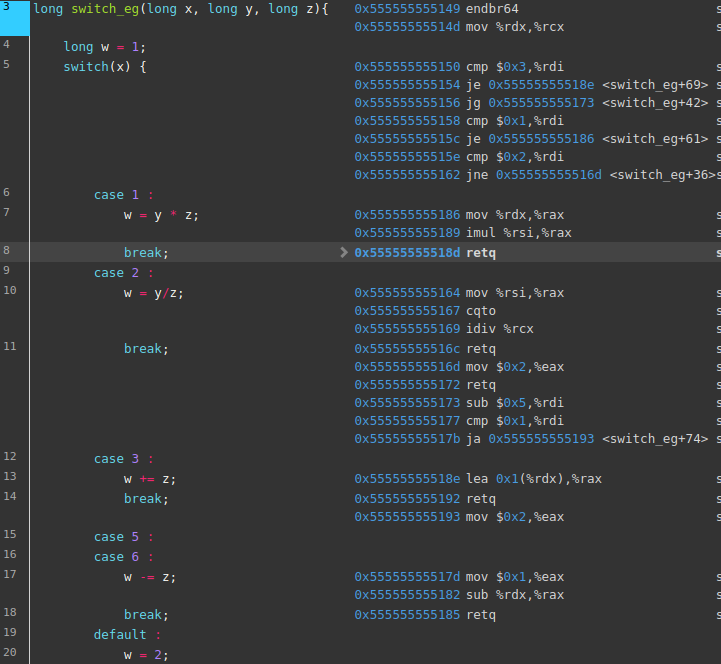 3 long switch_eg(long x, long y, long z){ 0x555555555149 endbr64 s
0x55555555514d mov %rdx,%rcx s
4 long w = 1;
5 switch(x) { 0x555555555150 cmp $0x3,%rdi s
0x555555555154 je 0x55555555518e <switch_eg+69> s
0x555555555156 jg 0x555555555173 <switch_eg+42> s
0x555555555158 cmp $0x1,%rdi s
0x55555555515c je 0x555555555186 <switch_eg+61> s
0x55555555515e cmp $0x2,%rdi s
0x555555555162 jne 0x55555555516d <switch_eg+36>s
6 case 1 :
7 w = y * z; 0x555555555186 mov %rdx,%rax s
0x555555555189 imul %rsi,%rax s
8 break; 0x55555555518d retq s
9 case 2 :
10 w = y/z; 0x555555555164 mov %rsi,%rax s
0x555555555167 cqto s
0x555555555169 idiv %rcx s
11 break; 0x55555555516c retq s
0x55555555516d mov $0x2,%eax s
0x555555555172 retq s
0x555555555173 sub $0x5,%rdi s
0x555555555177 cmp $0x1,%rdi s
0x55555555517b ja 0x555555555193 <switch_eg+74> s
12 case 3 :
13 w += z; 0x55555555518e lea 0x1(%rdx),%rax s
14 break; 0x555555555192 retq s
0x555555555193 mov $0x2,%eax s
15 case 5 :
16 case 6 :
17 w -= z; 0x55555555517d mov $0x1,%eax s
0x555555555182 sub %rdx,%rax s
18 break; 0x555555555185 retq s
19 default :
20 w = 2;